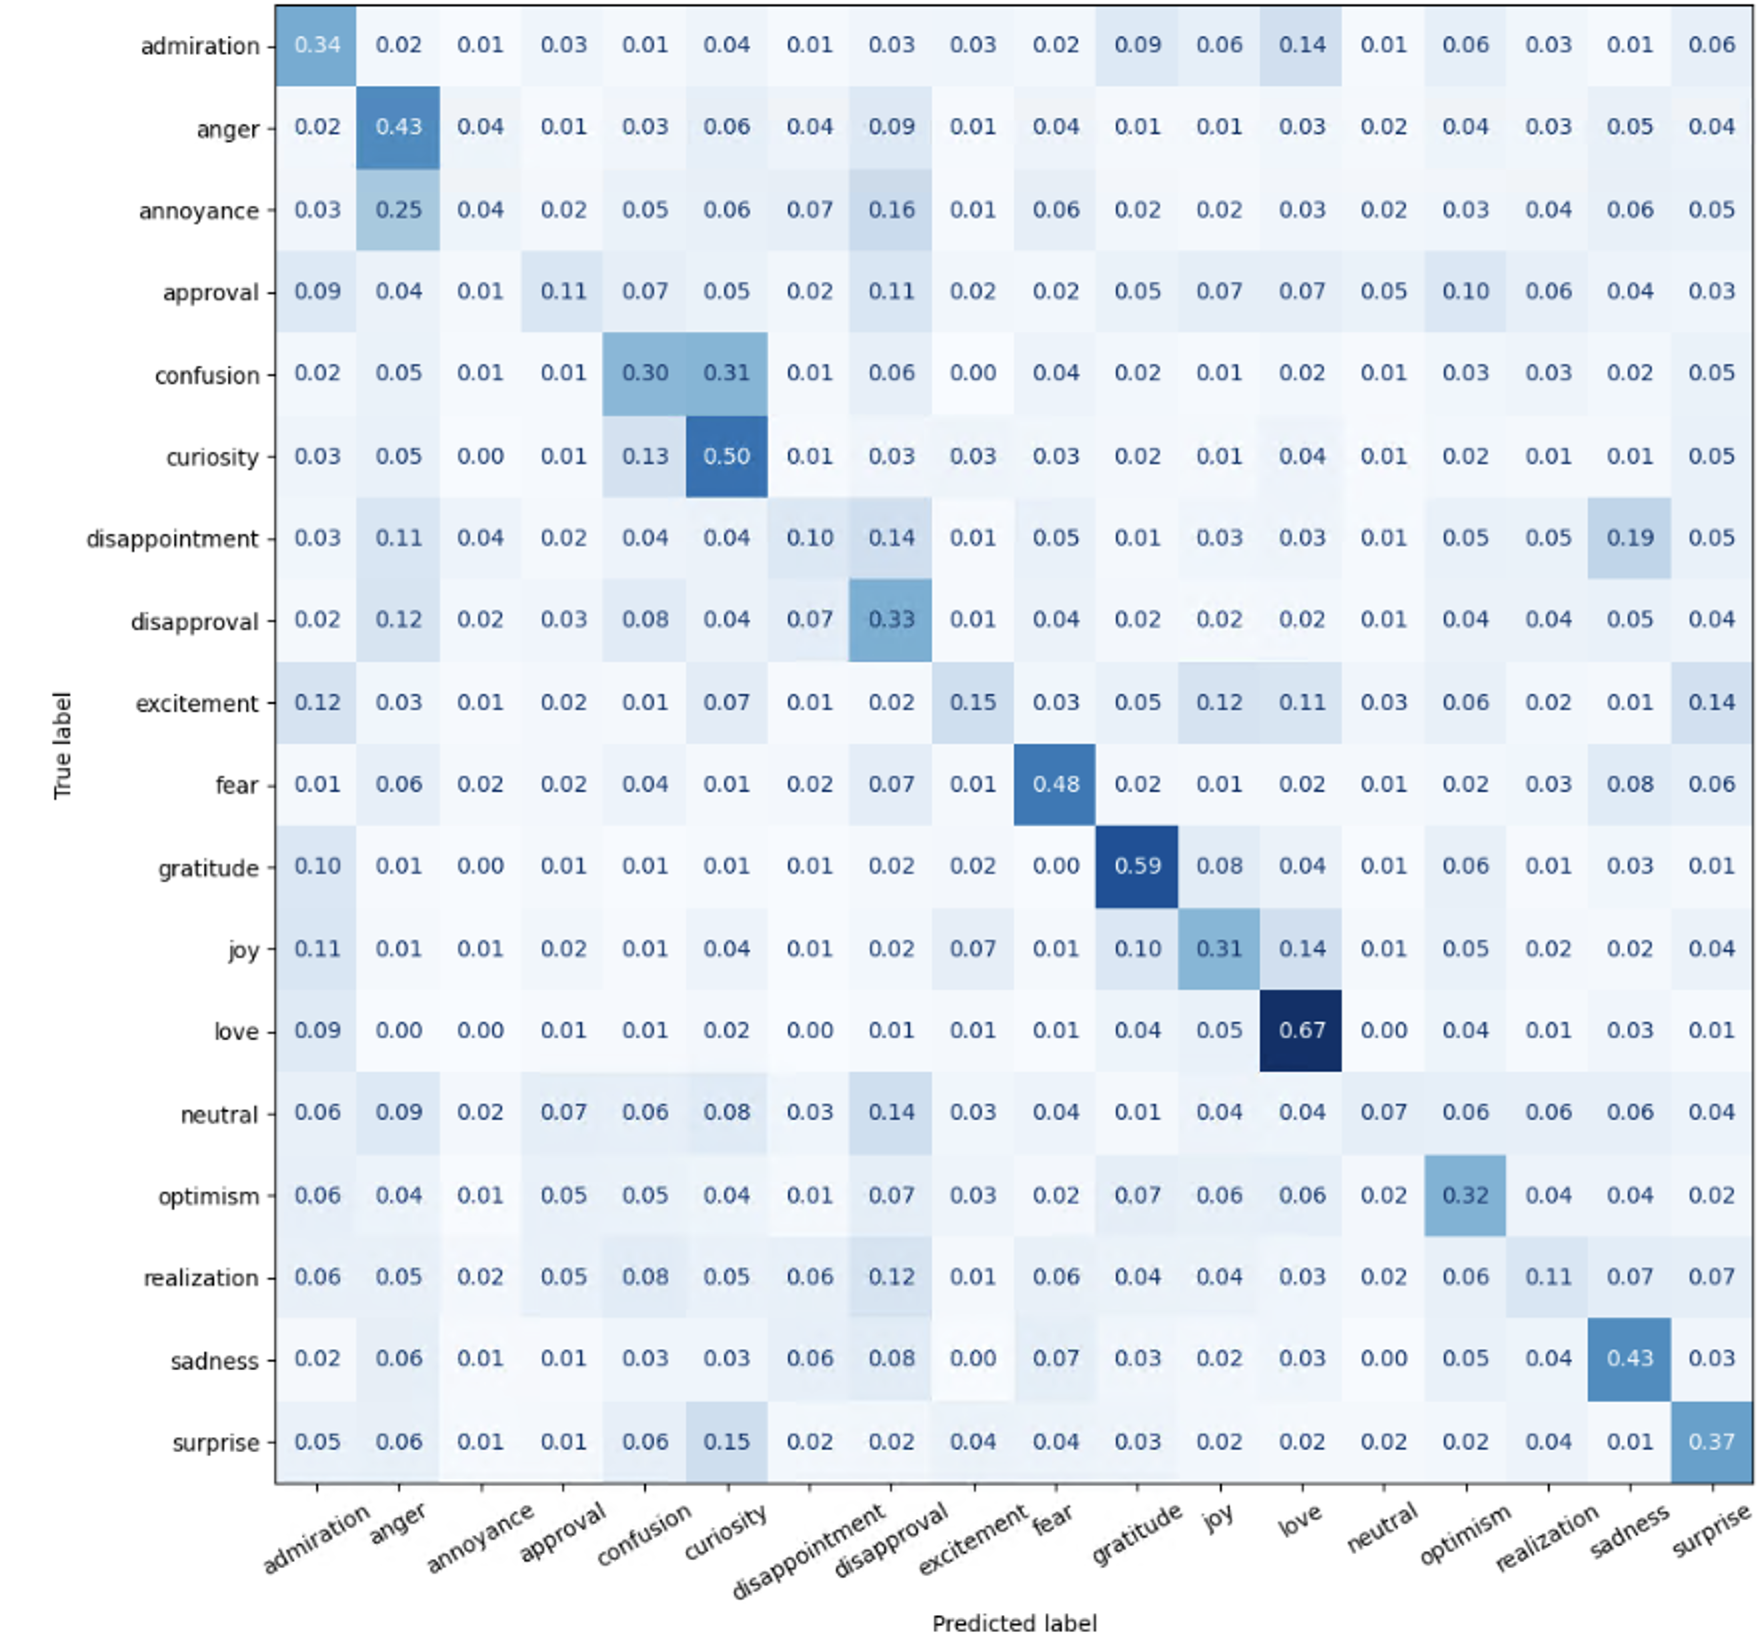 admiration 0.34 0.02 0.01 0.03 0.01 0.04 0.01 0.03 0.03 0.02 0.09 0.06 0.14 0.01 0.06 0.03 0.01 0.06
anger 0.02 0.43 0.04 0.01 0.03 0.06 0.04 0.09 0.01 0.04 0.01 0.01 0.03 0.02 0.04 0.03 0.05 0.04
annoyance 0.03 0.25 0.04 0.02 0.05 0.06 0.07 0.16 0.01 0.06 0.02 0.02 0.03 0.02 0.03 0.04 0.06 0.05
approval 0.09 0.04 0.01 0.11 0.07 0.05 0.02 0.11 0.02 0.02 0.05 0.07 0.07 0.05 0.10 0.06 0.04 0.03
confusion 0.02 0.05 0.01 0.01 0.30 0.31 0.01 0.06 0.00 0.04 0.02 0.01 0.02 0.01 0.03 0.03 0.02 0.05
curiosity 0.03 0.05 0.00 0.01 0.13 0.50 0.01 0.03 0.03 0.03 0.02 0.01 0.04 0.01 0.02 0.01 0.01 0.05
disappointment 0.03 0.11 0.04 0.02 0.04 0.04 0.10 0.14 0.01 0.05 0.01 0.03 0.03 0.01 0.05 0.05 0.19 0.05
disapproval 0.02 0.12 0.02 0.03 0.08 0.04 0.07 0.33 0.01 0.04 0.02 0.02 0.02 0.01 0.04 0.04 0.05 0.04
excitement 0.12 0.03 0.01 0.02 0.01 0.07 0.01 0.02 0.15 0.03 0.05 0.12 0.11 0.03 0.06 0.02 0.01 0.14
fear 0.01 0.06 0.02 0.02 0.04 0.01 0.02 0.07 0.01 0.48 0.02 0.01 0.02 0.01 0.02 0.03 0.08 0.06
gratitude 0.10 0.01 0.00 0.01 0.01 0.01 0.01 0.02 0.02 0.00 0.59 0.08 0.04 0.01 0.06 0.01 0.03 0.01
joy 0.11 0.01 0.01 0.02 0.01 0.04 0.01 0.02 0.07 0.01 0.10 0.31 0.14 0.01 0.05 0.02 0.02 0.04
love 0.09 0.00 0.00 0.01 0.01 0.02 0.00 0.01 0.01 0.01 0.04 0.05 0.67 0.00 0.04 0.01 0.03 0.01
neutral 0.06 0.09 0.02 0.07 0.06 0.08 0.03 0.14 0.03 0.04 0.01 0.04 0.04 0.07 0.06 0.06 0.06 0.04
optimism 0.06 0.04 0.01 0.05 0.05 0.04 0.01 0.07 0.03 0.02 0.07 0.06 0.06 0.02 0.32 0.04 0.04 0.02
realization 0.06 0.05 0.02 0.05 0.08 0.05 0.06 0.12 0.01 0.06 0.04 0.04 0.03 0.02 0.06 0.11 0.07 0.07
sadness 0.02 0.06 0.01 0.01 0.03 0.03 0.06 0.08 0.00 0.07 0.03 0.02 0.03 0.00 0.05 0.04 0.43 0.03
surprise 0.05 0.06 0.01 0.01 0.06 0.15 0.02 0.02 0.04 0.04 0.03 0.02 0.02 0.02 0.02 0.04 0.01 0.37
True label
admiration anger annoyance approval confusion curiosity disappointment disapproval excitement fear gratitude joy love neutral optimism realization sadness surprise
Predicted label